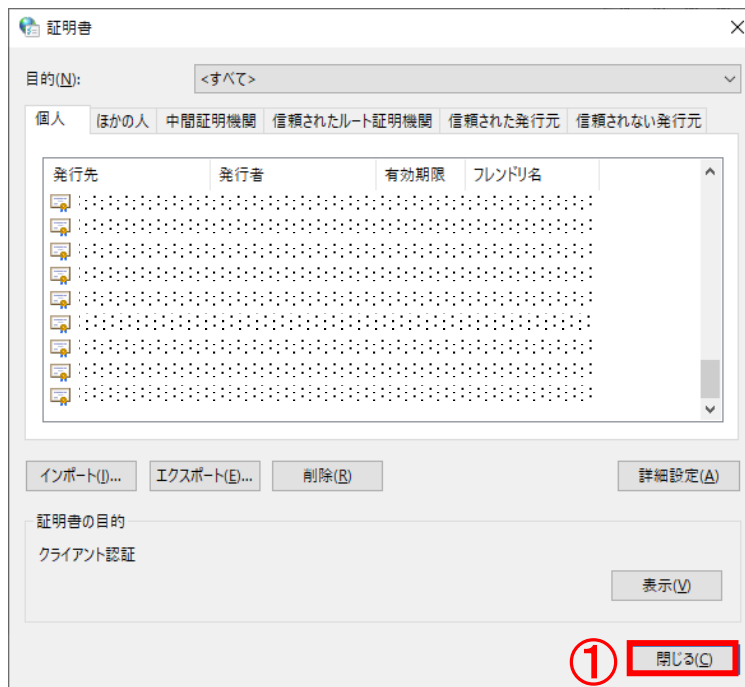 証明書
目的(N): <すべて>
個人 ほかの人 中間証明機関 信頼されたルート証明機関 信頼された発行元 信頼されない発行元
発行先 発行者 有効期限 フレンドリ名
インポート(I)... エクスポート(E)... 削除(R) 詳細設定(A)
証明書の目的
クライアント認証
表示(V)
① 閉じる(C)